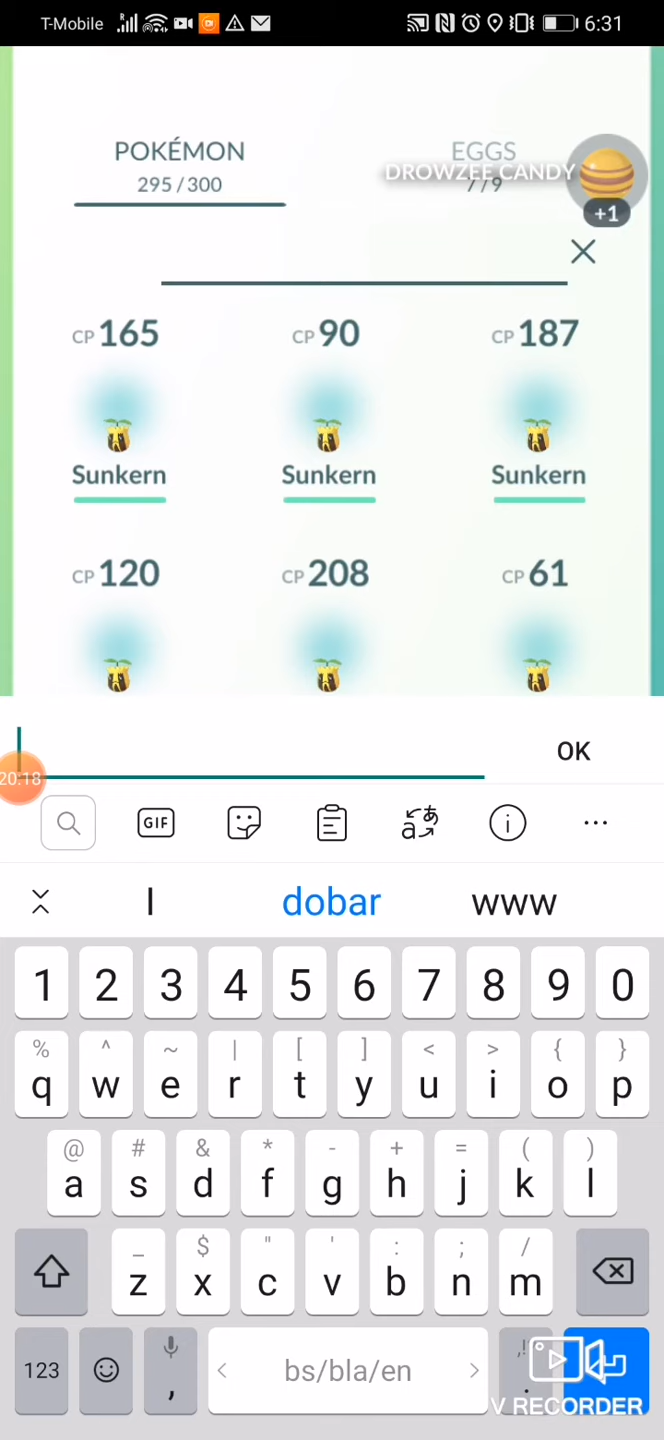 T-Mobile 6:31
POKÉMON EGGS
295 / 300 7 / 9
DROWZEE CANDY
+1
CP 165 CP 90 CP 187
Sunkern Sunkern Sunkern
CP 120 CP 208 CP 61
OK
20:18
GIF
I dobar www
1 2 3 4 5 6 7 8 9 0
% ^ ~ | [ ] < > { }
q w e r t y u i o p
@ # & * - + = ( )
a s d f g h j k l
_ $ " ' : ; /
z x c v b n m
123 , bs/bla/en ,! .
V RECORDER